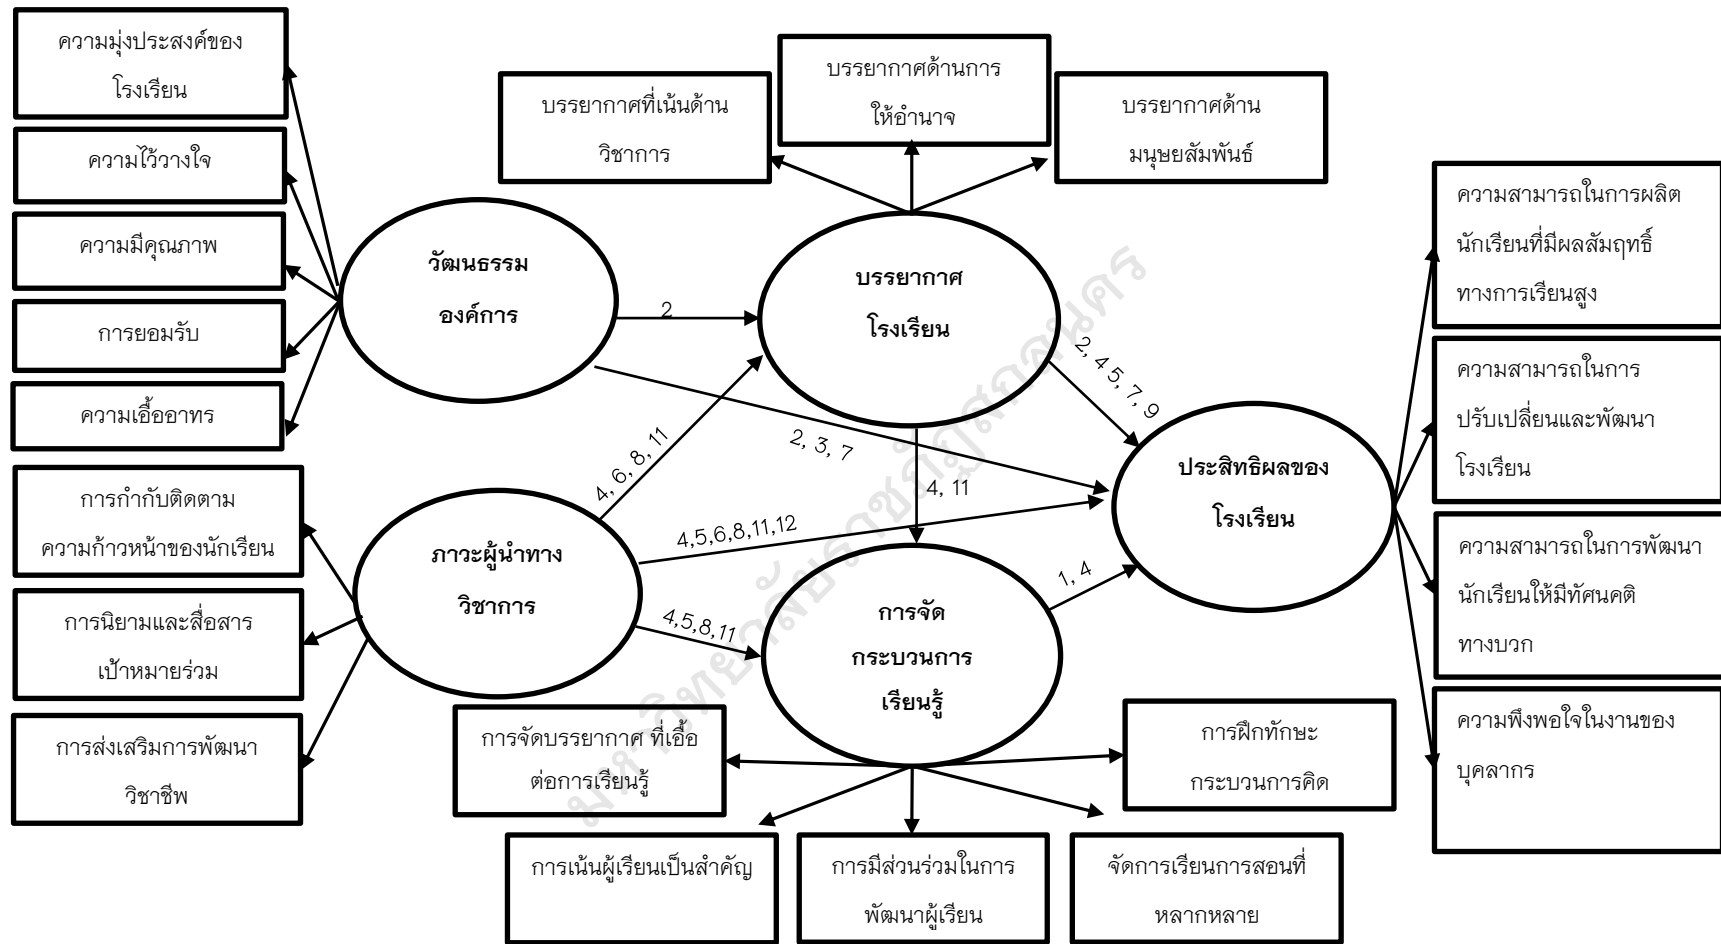 ความมุ่งประสงค์ของ
โรงเรียน
ความไว้วางใจ
ความมีคุณภาพ
การยอมรับ
ความเอื้ออาทร
การกำกับติดตาม
ความก้าวหน้าของนักเรียน
การนิยามและสื่อสาร
เป้าหมายร่วม
การส่งเสริมการพัฒนา
วิชาชีพ
วัฒนธรรม
องค์การ
ภาวะผู้นำทาง
วิชาการ
บรรยากาศที่เน้นด้าน
วิชาการ
บรรยากาศด้านการ
ให้อำนาจ
บรรยากาศด้าน
มนุษยสัมพันธ์
บรรยากาศ
โรงเรียน
2
2, 3, 7
4, 6, 8, 11
4,5,6,8,11,12
4,5,8,11
4, 11
2, 4 5, 7, 9
1, 4
การจัด
กระบวนการ
เรียนรู้
ประสิทธิผลของ
โรงเรียน
การจัดบรรยากาศ ที่เอื้อ
ต่อการเรียนรู้
การเน้นผู้เรียนเป็นสำคัญ
การมีส่วนร่วมในการ
พัฒนาผู้เรียน
จัดการเรียนการสอนที่
หลากหลาย
การฝึกทักษะ
กระบวนการคิด
ความสามารถในการผลิต
นักเรียนที่มีผลสัมฤทธิ์
ทางการเรียนสูง
ความสามารถในการ
ปรับเปลี่ยนและพัฒนา
โรงเรียน
ความสามารถในการพัฒนา
นักเรียนให้มีทัศนคติ
ทางบวก
ความพึงพอใจในงานของ
บุคลากร
มหาวิทยาลัยราชภัฏสกลนคร